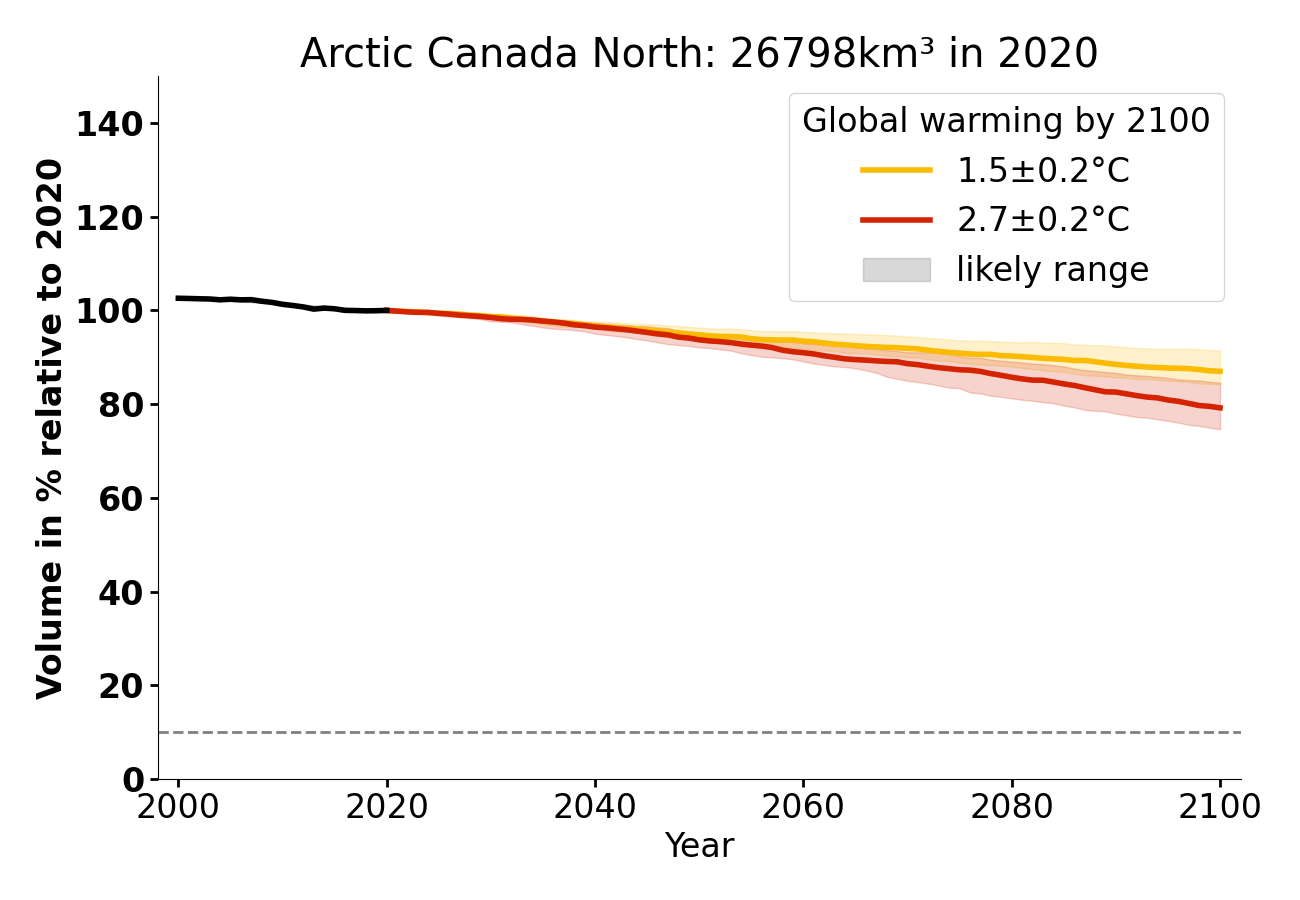 Arctic Canada North: 26798km³ in 2020
Global warming by 2100
1.5±0.2°C
2.7±0.2°C
likely range
Volume in % relative to 2020
140
120
100
80
60
40
20
0
2000 2020 2040 2060 2080 2100
Year